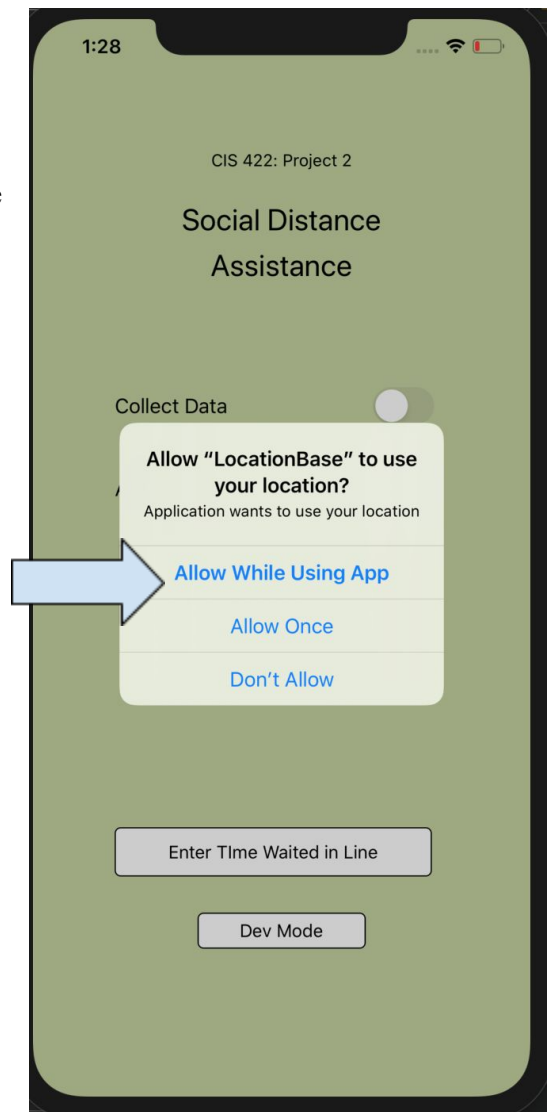 1:28
CIS 422: Project 2
Social Distance
Assistance
Collect Data
Allow “LocationBase” to use
your location?
Application wants to use your location
Allow While Using App
Allow Once
Don’t Allow
Enter TIme Waited in Line
Dev Mode